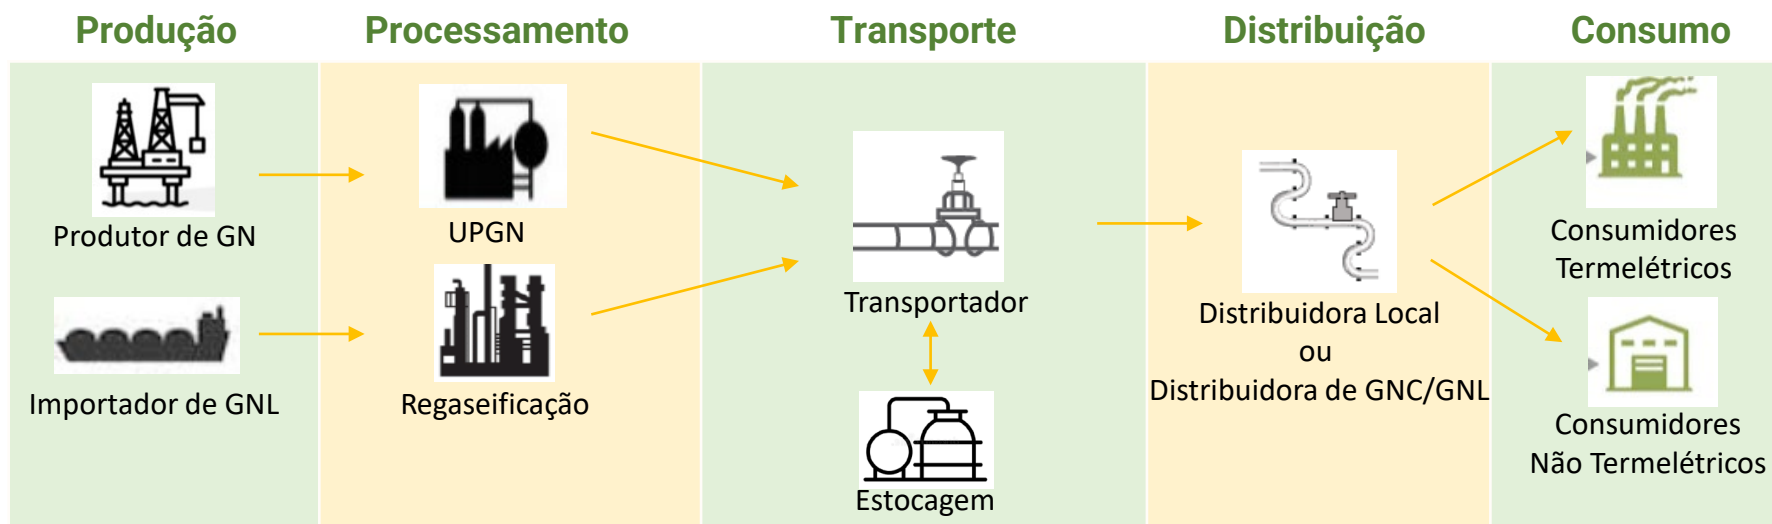 Produção
Processamento
Transporte
Distribuição
Consumo
Produtor de GN
Importador de GNL
UPGN
Regaseificação
Transportador
Estocagem
Distribuidora Local
ou
Distribuidora de GNC/GNL
Consumidores
Termelétricos
Consumidores
Não Termelétricos